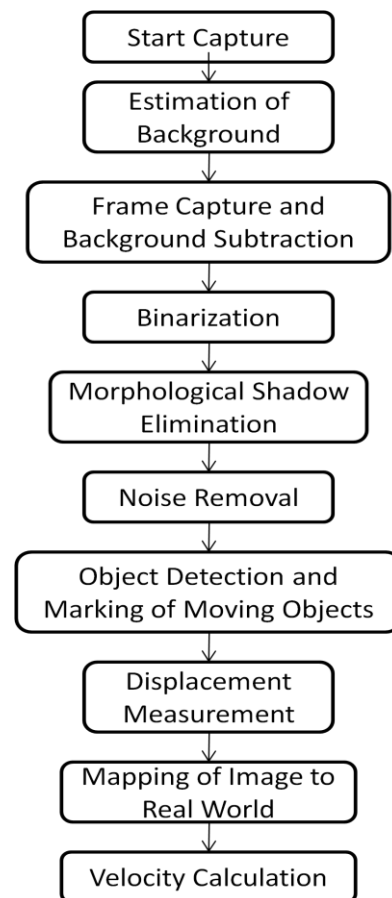 Start Capture
Estimation of
Background
Frame Capture and
Background Subtraction
Binarization
Morphological Shadow
Elimination
Noise Removal
Object Detection and
Marking of Moving Objects
Displacement
Measurement
Mapping of Image to
Real World
Velocity Calculation